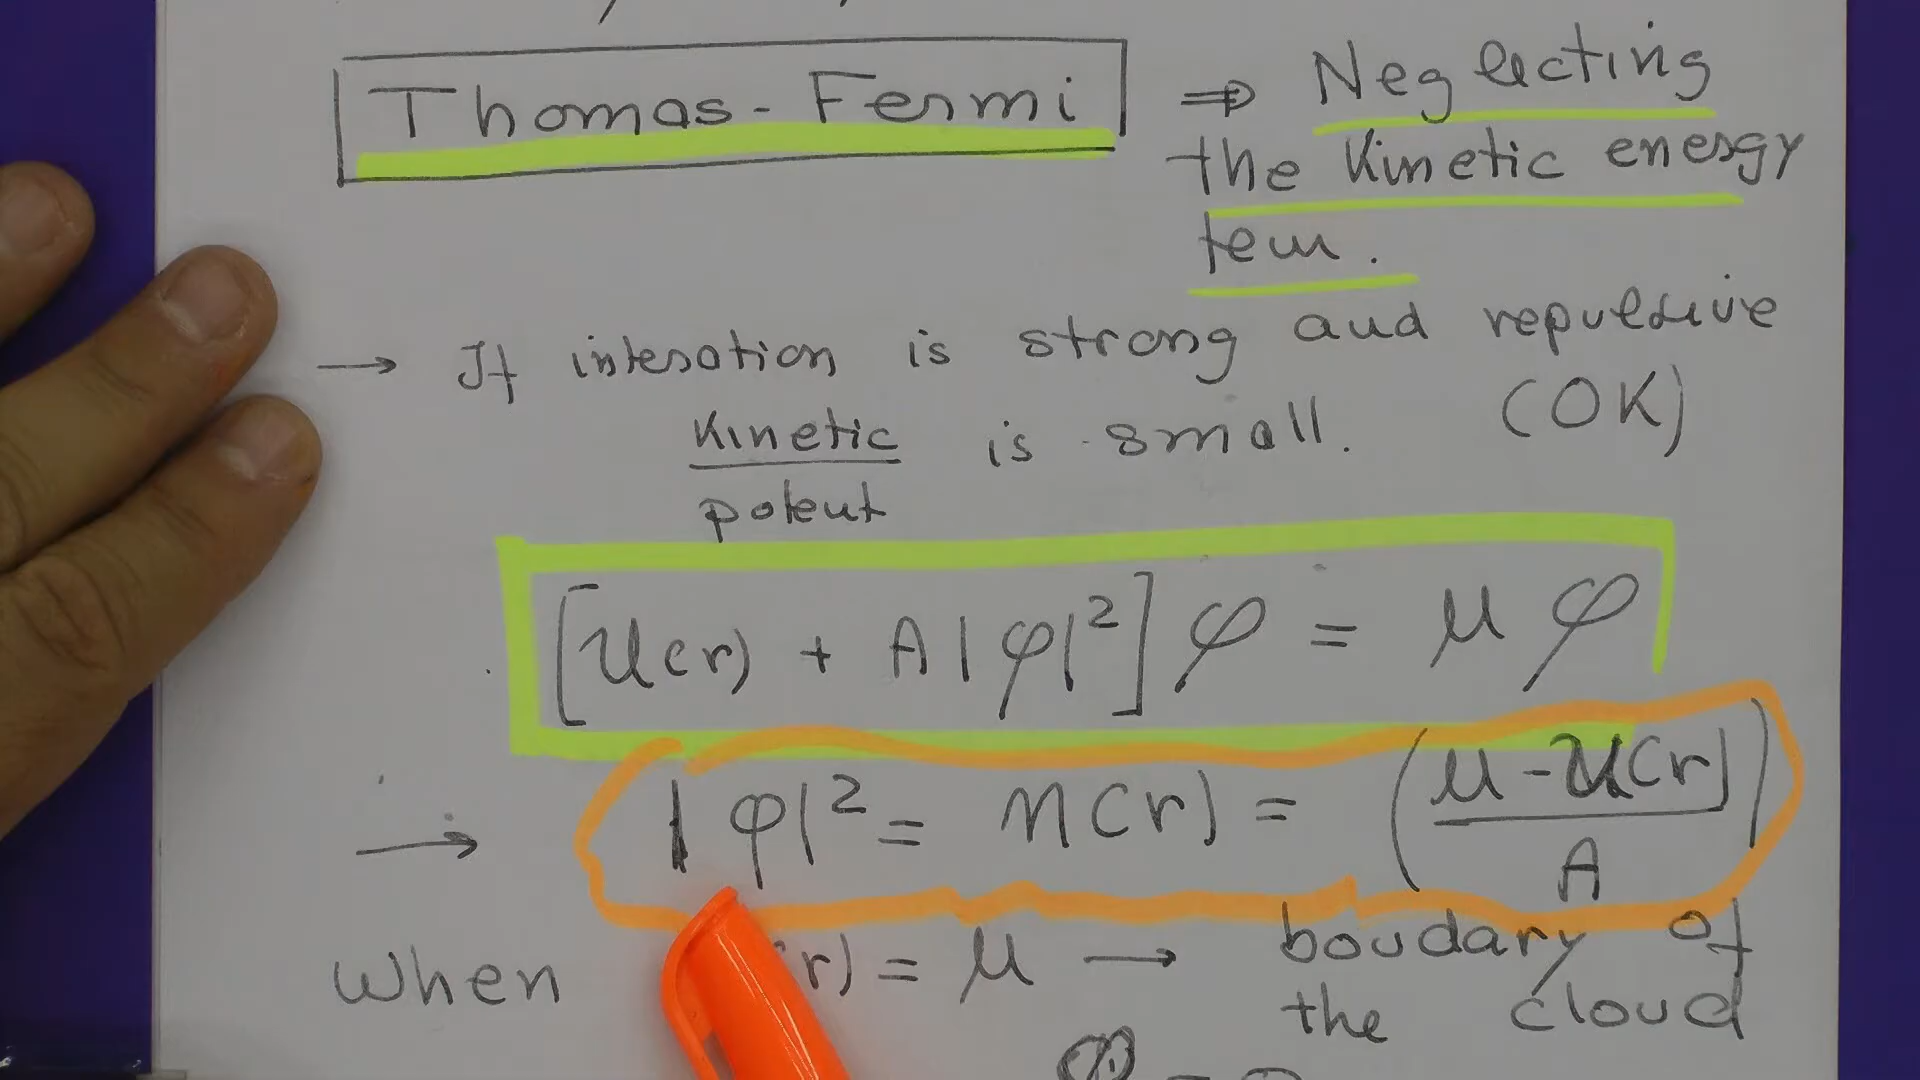 Thomas-Fermi ⇒ Neglecting
the Kinetic energy
term.
→ If interation is strong and repulsive
Kinetic is small. (OK)
potent
[U(r) + A|φ|²] φ = μ φ
→ |φ|² = n(r) = (μ - U(r) / A)
When r) = μ → boudary of
the cloud